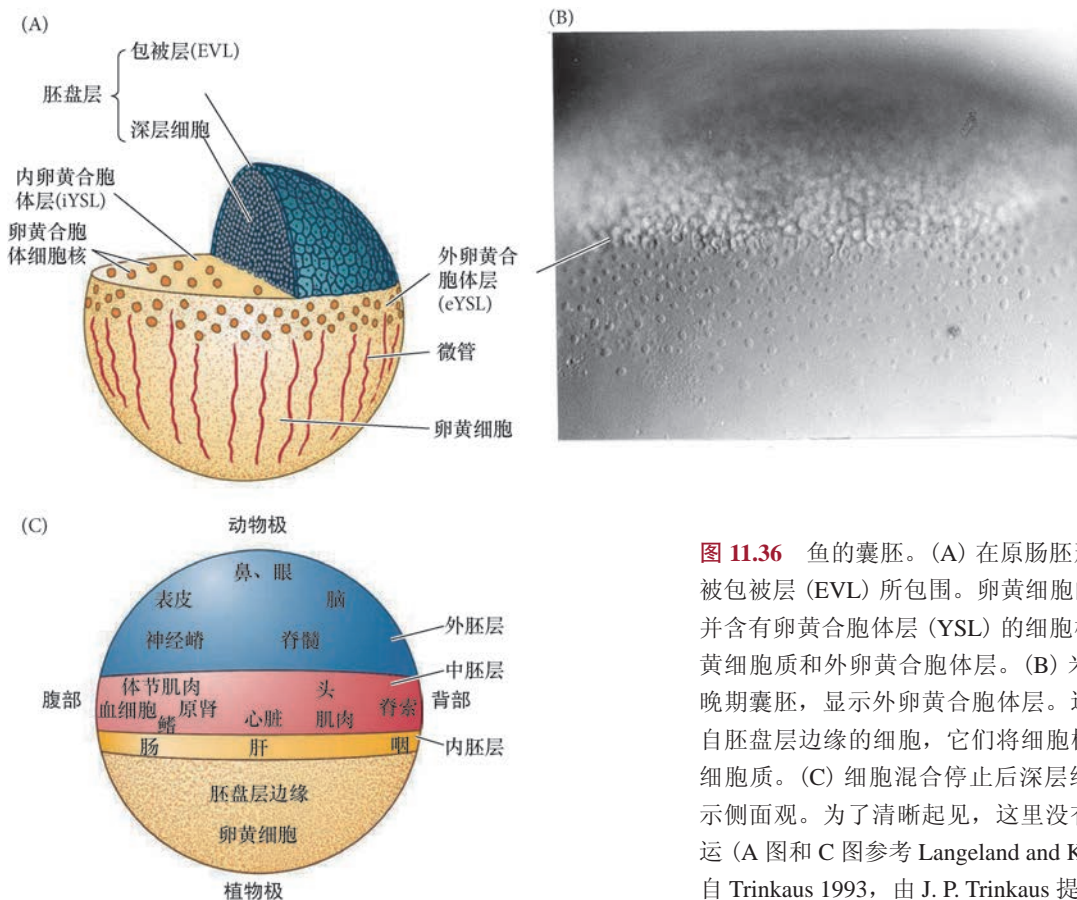 (A)
包被层(EVL)
胚盘层
深层细胞
内卵黄合胞
体层(iYSL)
卵黄合胞
体细胞核
外卵黄合
胞体层
(eYSL)
微管
卵黄细胞
(B)
(C)
动物极
鼻、眼
表皮
脑
神经嵴
脊髓
外胚层
中胚层
体节肌肉
头
腹部
血细胞
原肾
脊索
背部
鳍
心脏
肌肉
内胚层
肠
肝
咽
胚盘层边缘
卵黄细胞
植物极
图 11.36 鱼的囊胚。(A) 在原肠胚
被包被层 (EVL) 所包围。卵黄细胞
并含有卵黄合胞体层 (YSL) 的细胞
黄细胞质和外卵黄合胞体层。(B)
晚期囊胚，显示外卵黄合胞体层。
自胚盘层边缘的细胞，它们将细胞
细胞质。(C) 细胞混合停止后深层
示侧面观。为了清晰起见，这里没
运 (A 图和 C 图参考 Langeland and K
自 Trinkaus 1993，由 J. P. Trinkaus 提